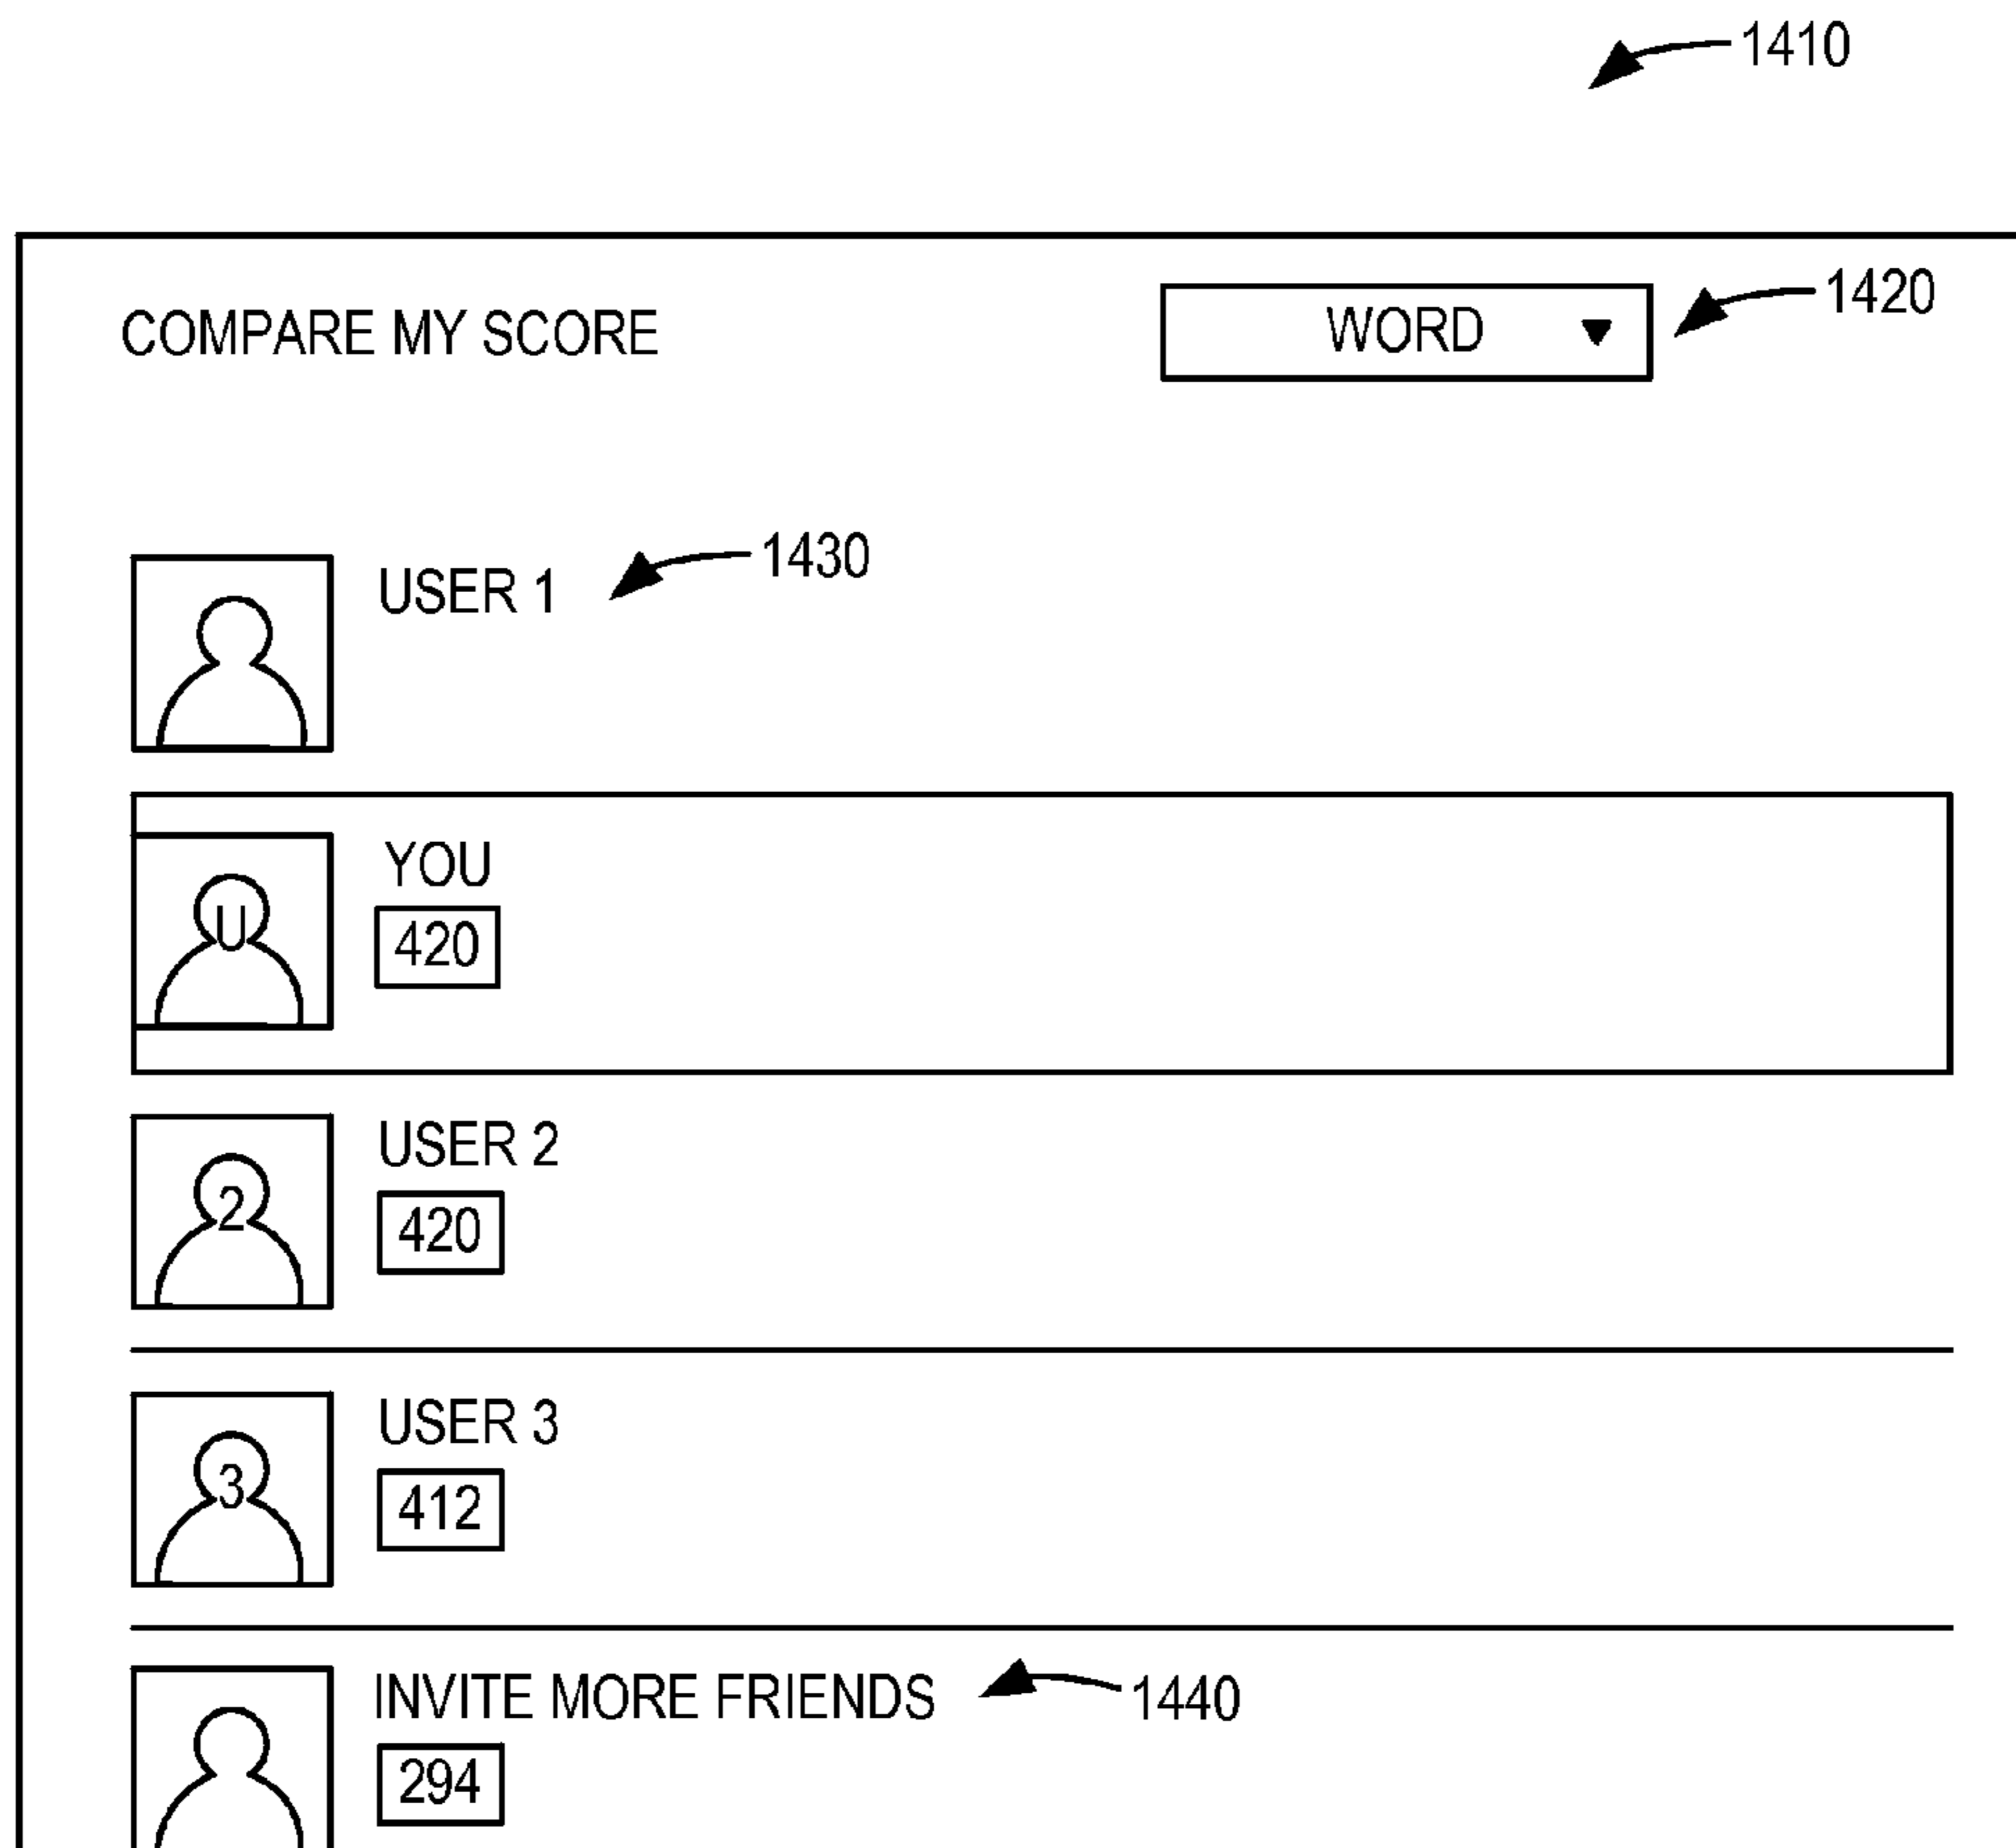 1410
COMPARE MY SCORE
WORD
1420
USER 1
1430
YOU
U
420
USER 2
2
420
USER 3
3
412
INVITE MORE FRIENDS
1440
294